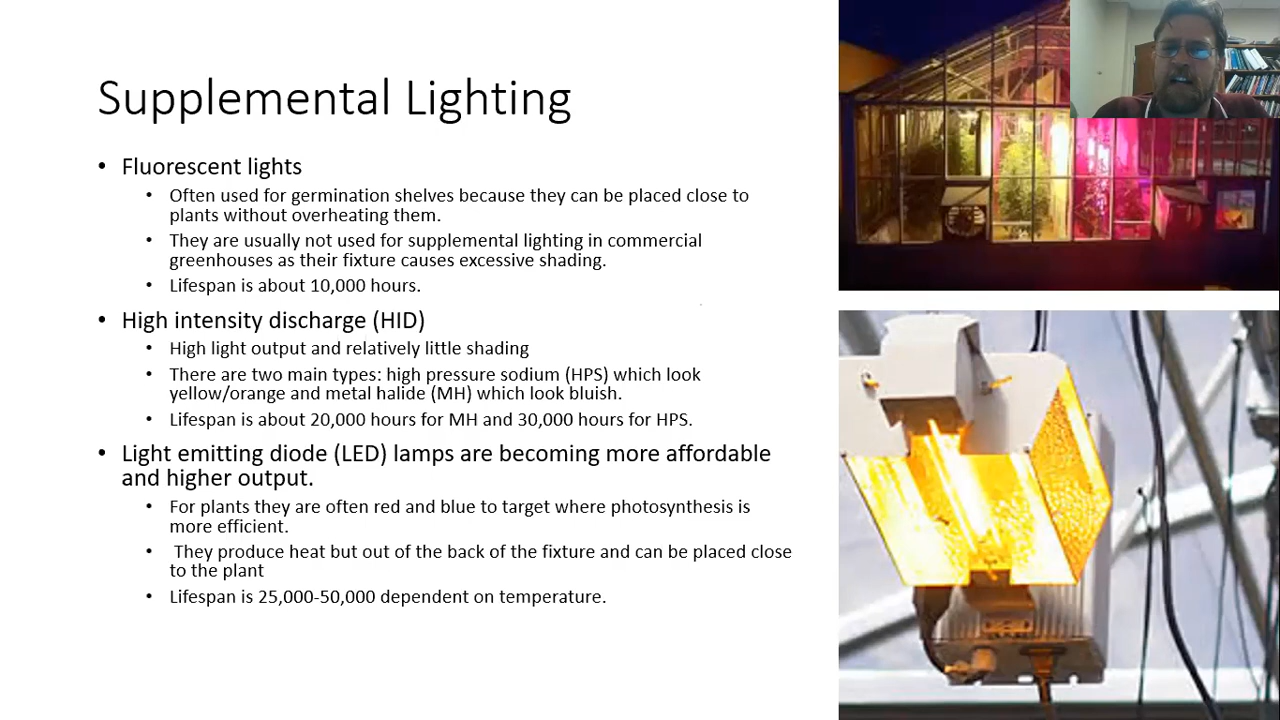 Supplemental Lighting
• Fluorescent lights
• Often used for germination shelves because they can be placed close to
plants without overheating them.
• They are usually not used for supplemental lighting in commercial
greenhouses as their fixture causes excessive shading.
• Lifespan is about 10,000 hours.
• High intensity discharge (HID)
• High light output and relatively little shading
• There are two main types: high pressure sodium (HPS) which look
yellow/orange and metal halide (MH) which look bluish.
• Lifespan is about 20,000 hours for MH and 30,000 hours for HPS.
• Light emitting diode (LED) lamps are becoming more affordable
and higher output.
• For plants they are often red and blue to target where photosynthesis is
more efficient.
• They produce heat but out of the back of the fixture and can be placed close
to the plant
• Lifespan is 25,000-50,000 dependent on temperature.